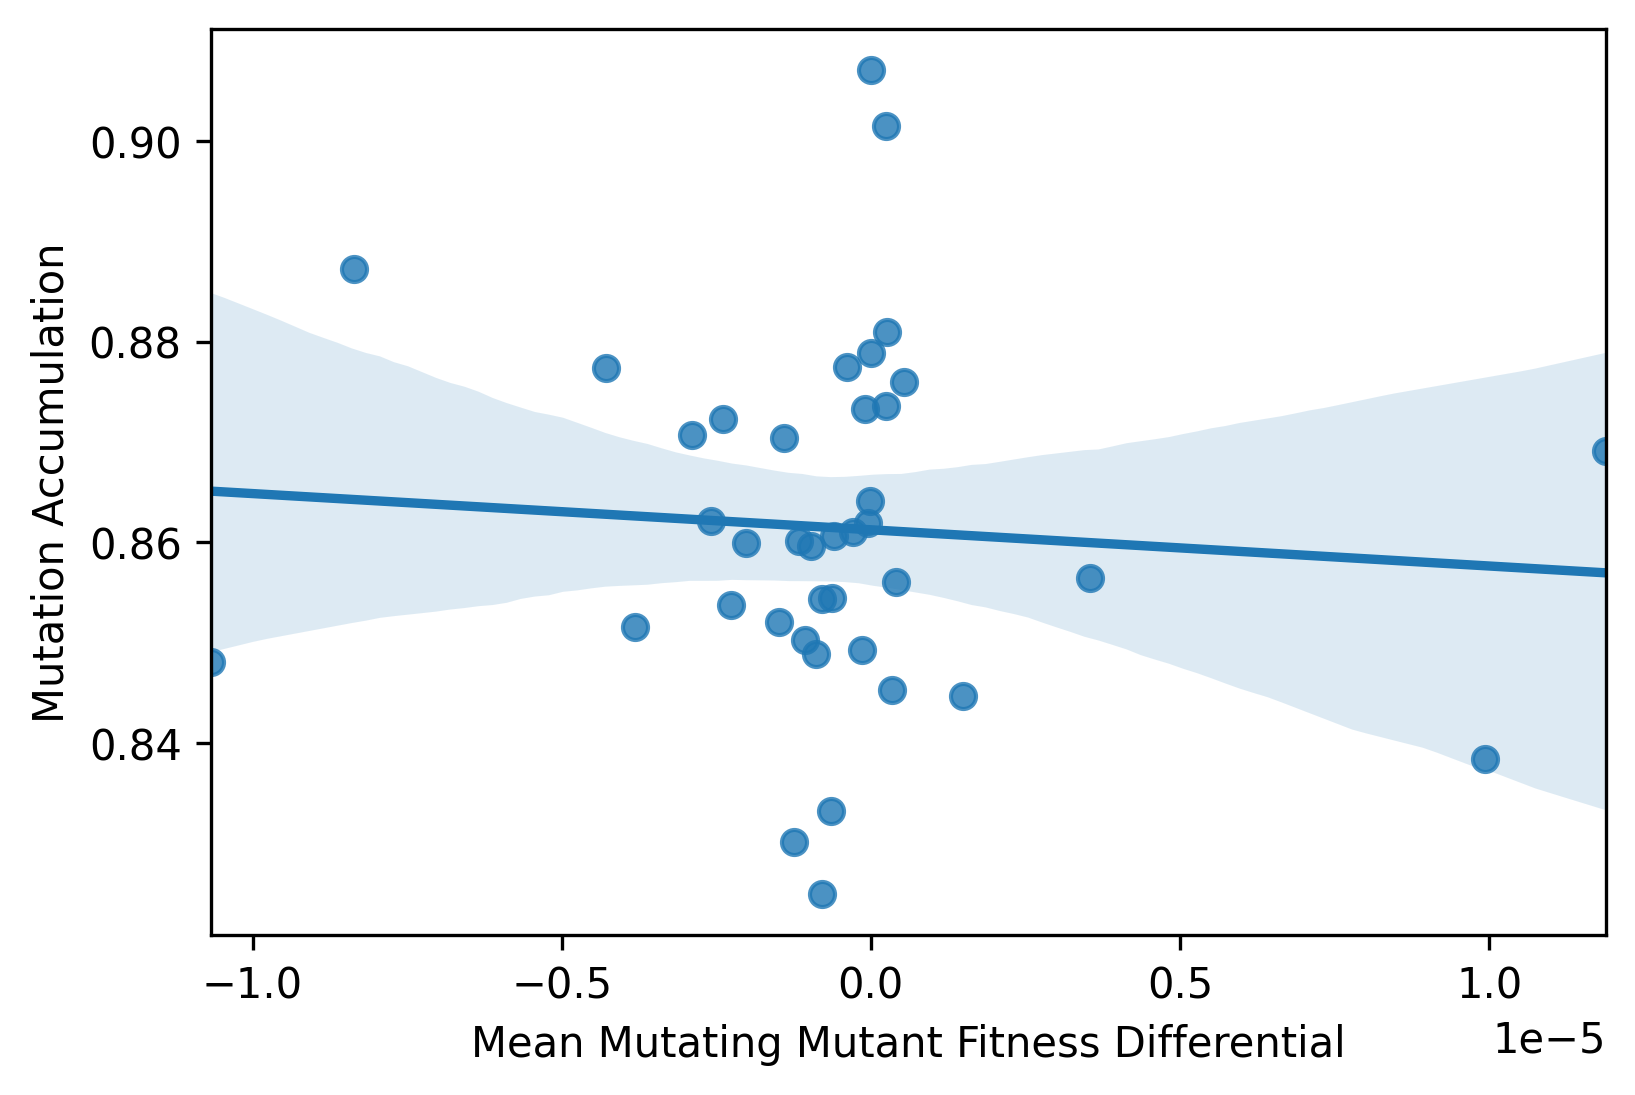 Mutation Accumulation
0.90
0.88
0.86
0.84
−1.0 −0.5 0.0 0.5 1.0
Mean Mutating Mutant Fitness Differential
1e−5